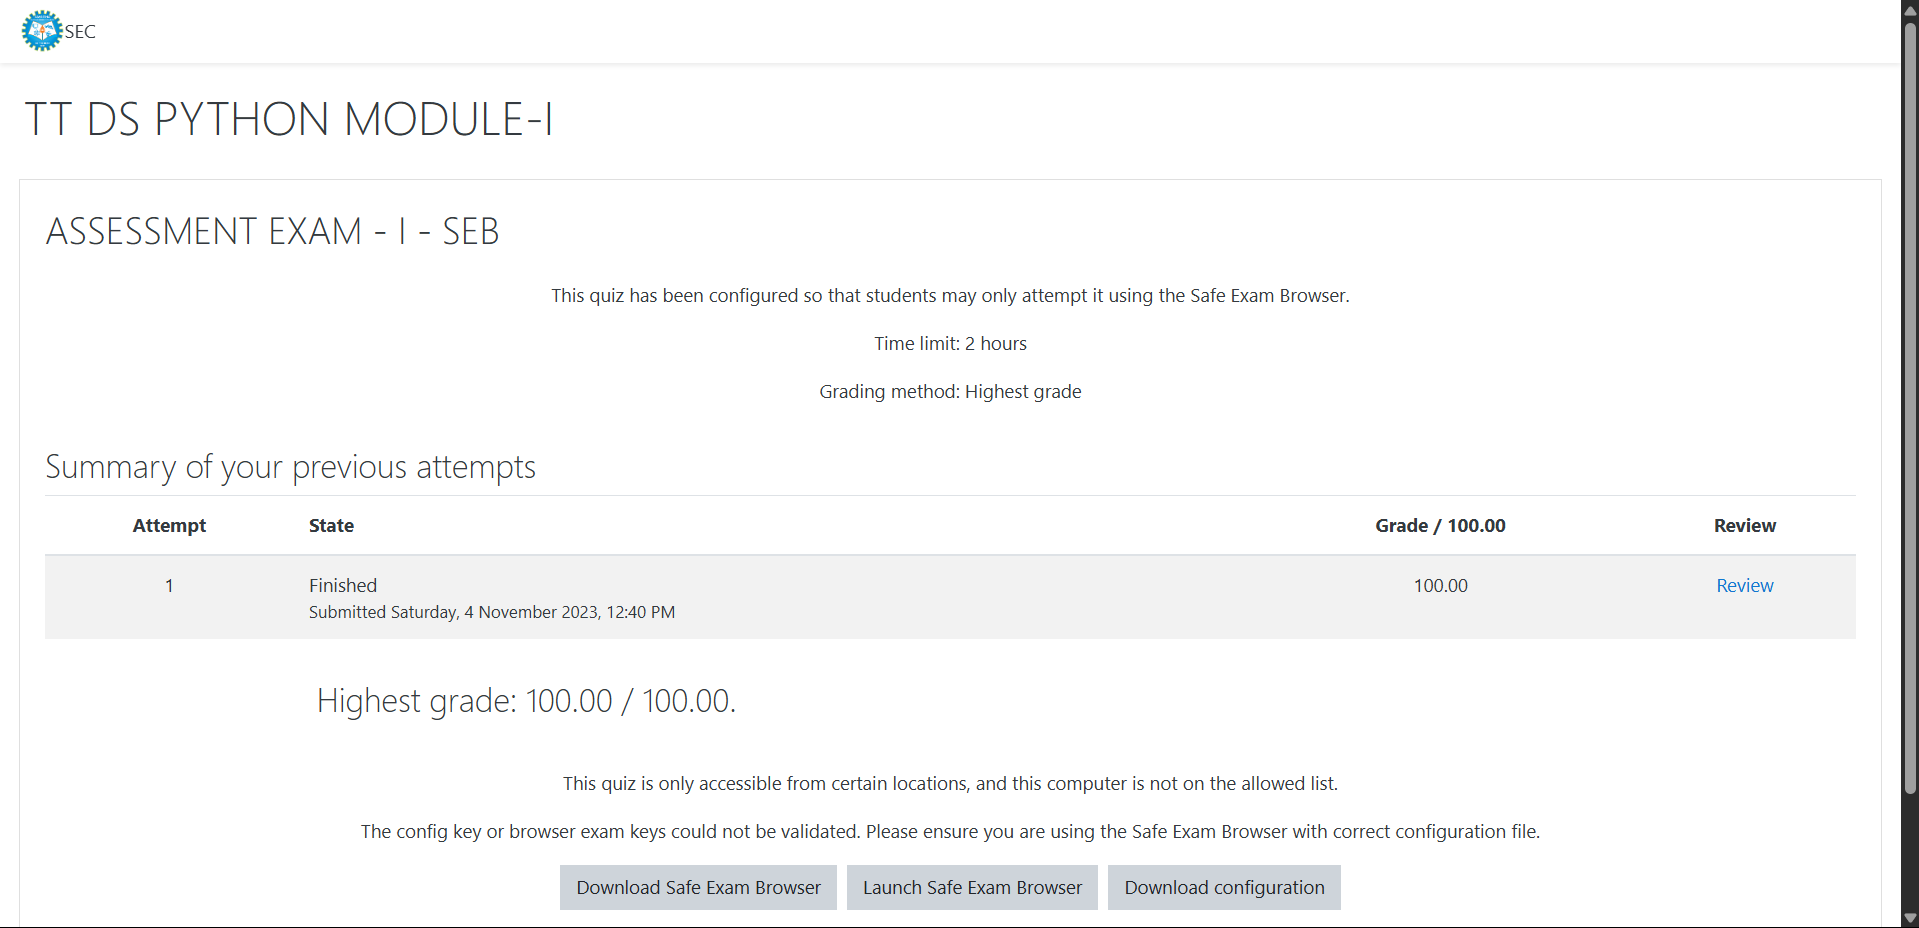 SEC
TT DS PYTHON MODULE-I
ASSESSMENT EXAM - I - SEB
This quiz has been configured so that students may only attempt it using the Safe Exam Browser.
Time limit: 2 hours
Grading method: Highest grade
Summary of your previous attempts
Attempt State Grade / 100.00 Review
1 Finished 100.00 Review
Submitted Saturday, 4 November 2023, 12:40 PM
Highest grade: 100.00 / 100.00.
This quiz is only accessible from certain locations, and this computer is not on the allowed list.
The config key or browser exam keys could not be validated. Please ensure you are using the Safe Exam Browser with correct configuration file.
Download Safe Exam Browser Launch Safe Exam Browser Download configuration